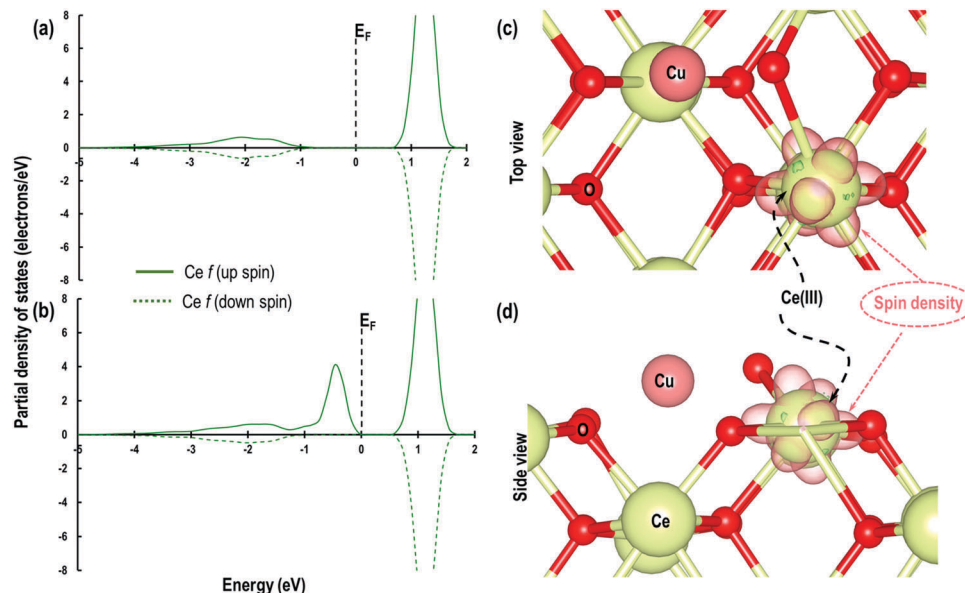 (a)
E_F
8
6
4
2
0
-2
-4
-6
-8
-5 -4 -3 -2 -1 0 1 2
Partial density of states (electrons/eV)
Ce f (up spin)
Ce f (down spin)
(b)
E_F
8
6
4
2
0
-2
-4
-6
-8
-5 -4 -3 -2 -1 0 1 2
Energy (eV)
(c)
Top view
Cu
O
Ce(III)
Spin density
(d)
Side view
Cu
O
Ce